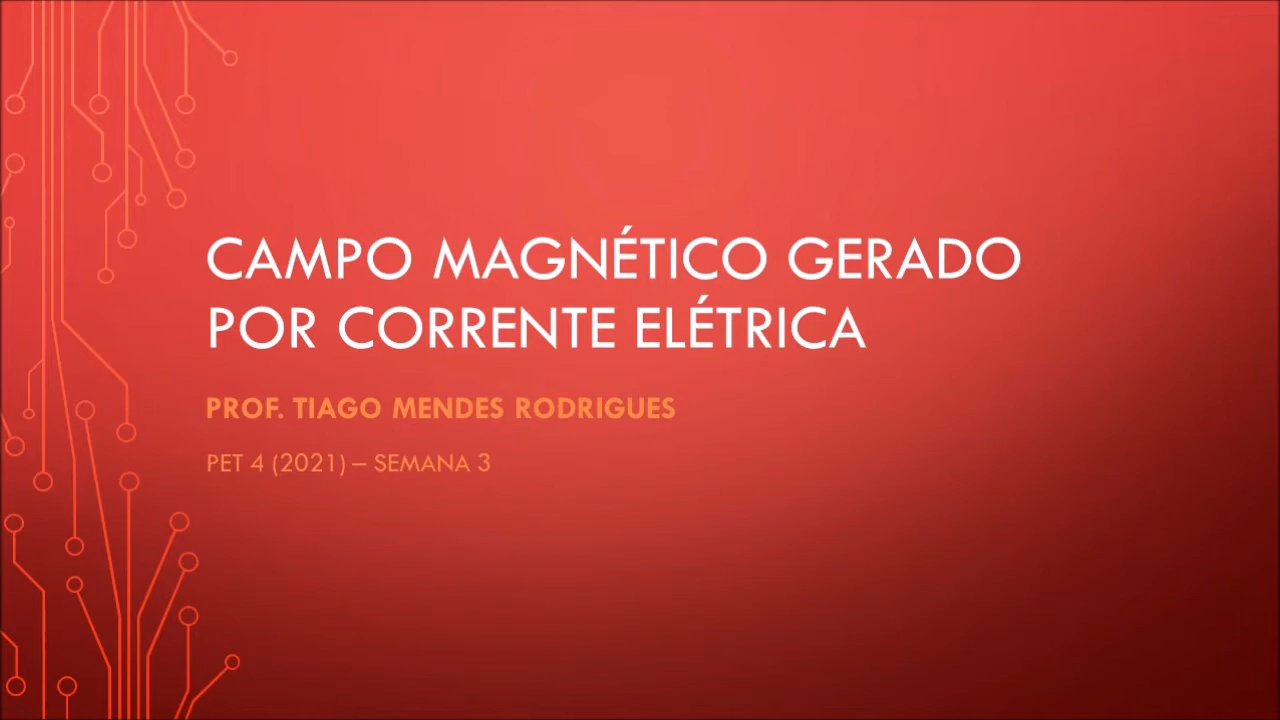 CAMPO MAGNÉTICO GERADO
POR CORRENTE ELÉTRICA
PROF. TIAGO MENDES RODRIGUES
PET 4 (2021) – SEMANA 3